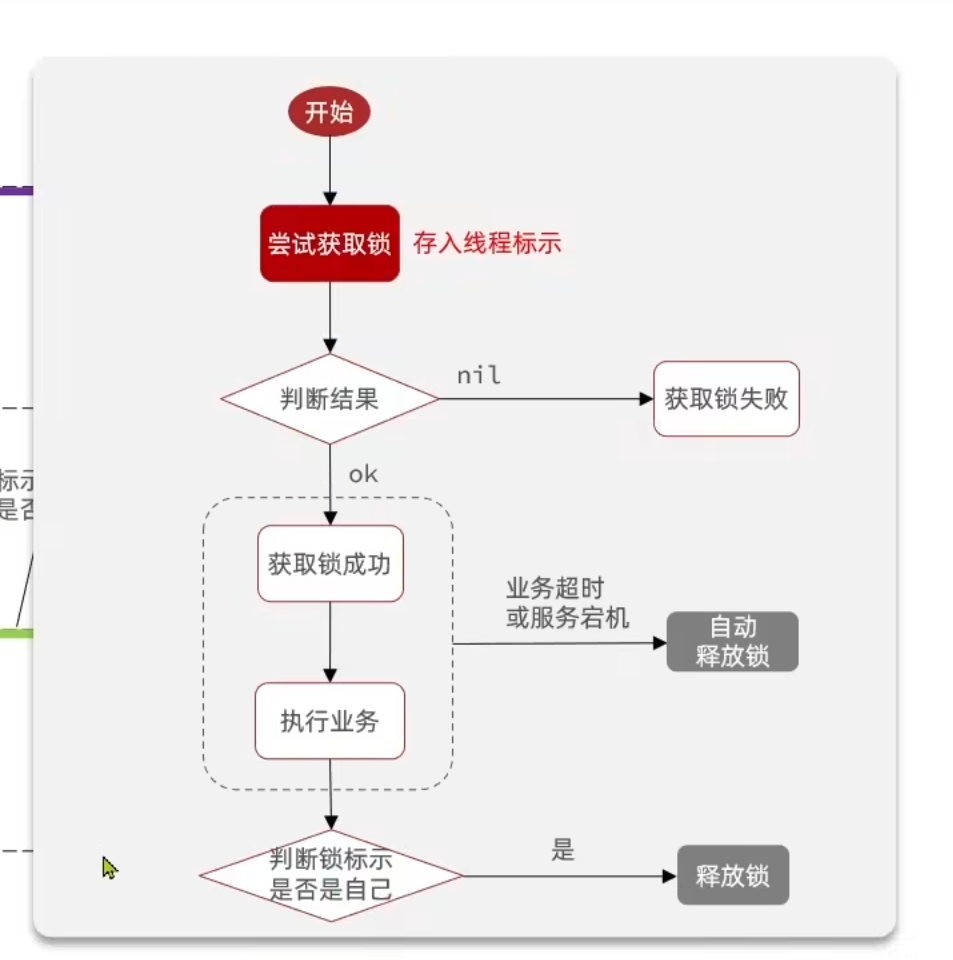 开始
尝试获取锁
存入线程标示
判断结果
nil
获取锁失败
ok
标示
是否
获取锁成功
业务超时
或服务宕机
自动
释放锁
执行业务
判断锁标示
是否是自己
是
释放锁